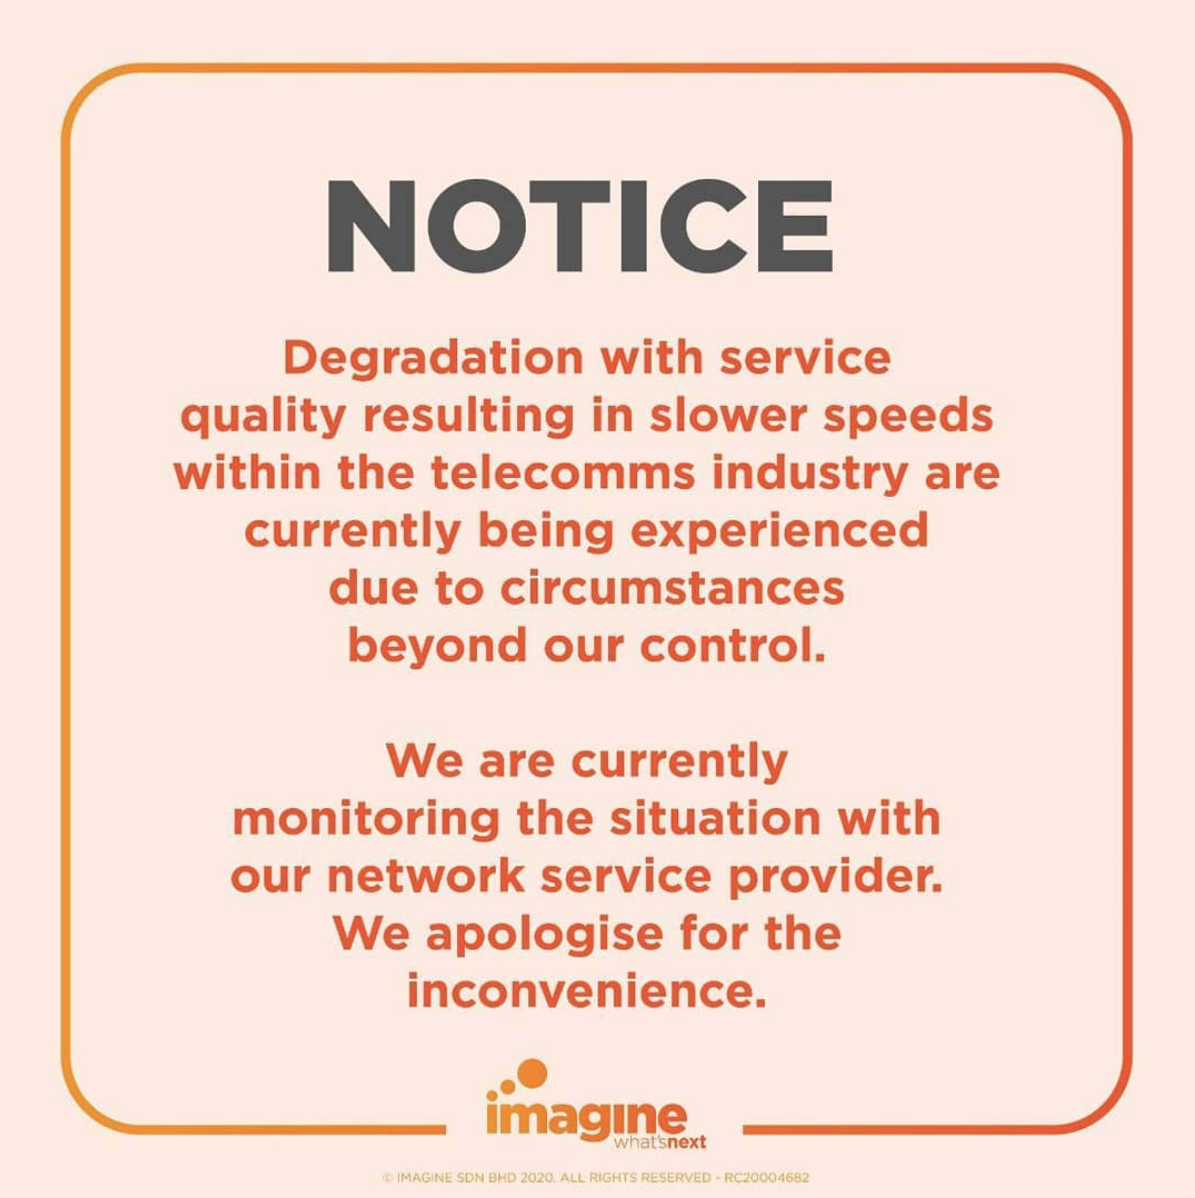 NOTICE
Degradation with service
quality resulting in slower speeds
within the telecomms industry are
currently being experienced
due to circumstances
beyond our control.
We are currently
monitoring the situation with
our network service provider.
We apologise for the
inconvenience.
imagine
what'snext
© IMAGINE SDN BHD 2020. ALL RIGHTS RESERVED - RC20004682